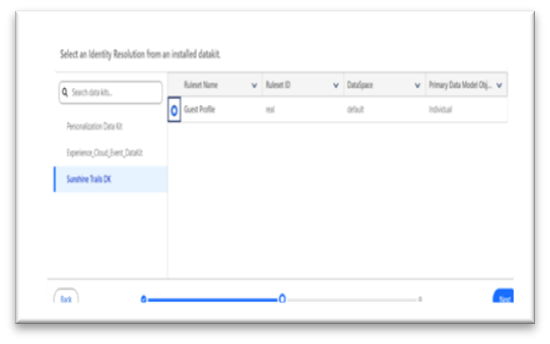 Select an Identity Resolution from an installed datakit.
Search data kits...
Ruleset Name
Ruleset ID
DataSpace
Primary Data Model Obj...
Guest Profile
real
default
Individual
Personalization Data Kit
Experience_Cloud_Event_DataKit
Sunshine Trails DK
Back
Next